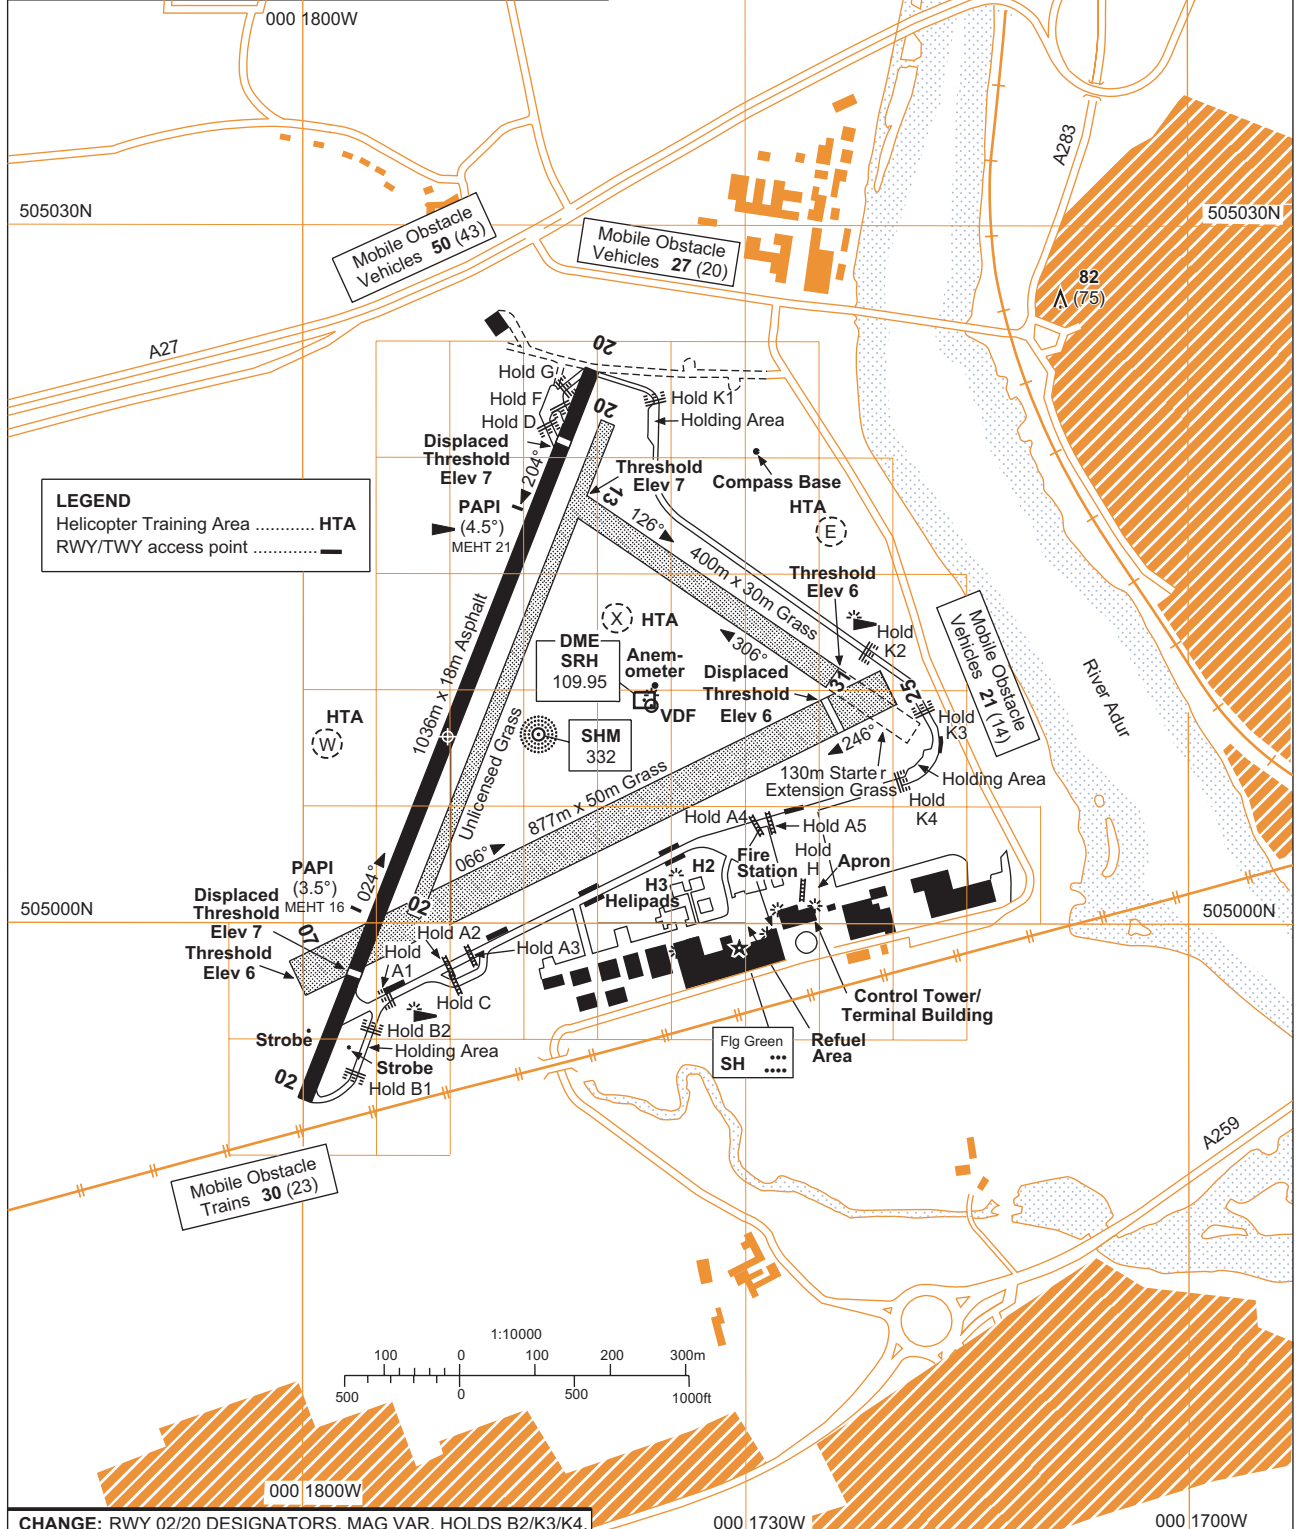 000 1800W
A283
505030N
505030N
Mobile Obstacle
Vehicles 50 (43)
Mobile Obstacle
Vehicles 27 (20)
82
(75)
A27
20
Hold G
Hold F
Hold D
20
Hold K1
Holding Area
Displaced
Threshold
Elev 7
204°
Threshold
Elev 7
Compass Base
LEGEND
Helicopter Training Area ............ HTA
RWY/TWY access point .............
PAPI
(4.5°)
MEHT 21
13
126°
HTA
E
400m x 30m Grass
Threshold
Elev 6
X
HTA
306°
Hold
K2
Mobile Obstacle
Vehicles 21 (14)
River Adur
1036m x 18m Asphalt
DME
SRH
109.95
Anem-
ometer
Displaced
Threshold
Elev 6
31
25
VDF
HTA
W
SHM
332
Unlicensed Grass
246°
Hold
K3
130m Starter
Extension Grass
Holding Area
Hold
K4
877m x 50m Grass
Hold A4
Hold A5
066°
Fire
Station
Hold
H
Apron
PAPI
(3.5°)
MEHT 16
024°
H2
H3
Helipads
Displaced
Threshold
Elev 7
02
07
505000N
505000N
Threshold
Elev 6
Hold A2
Hold
A1
Hold A3
Hold C
Control Tower/
Terminal Building
Strobe
Hold B2
Holding Area
Strobe
Hold B1
02
Flg Green
SH
Refuel
Area
A259
Mobile Obstacle
Trains 30 (23)
1:10000
100 0 100 200 300m
500 0 500 1000ft
000 1800W
CHANGE: RWY 02/20 DESIGNATORS. MAG VAR. HOLDS B2/K3/K4.
000 1730W
000 1700W